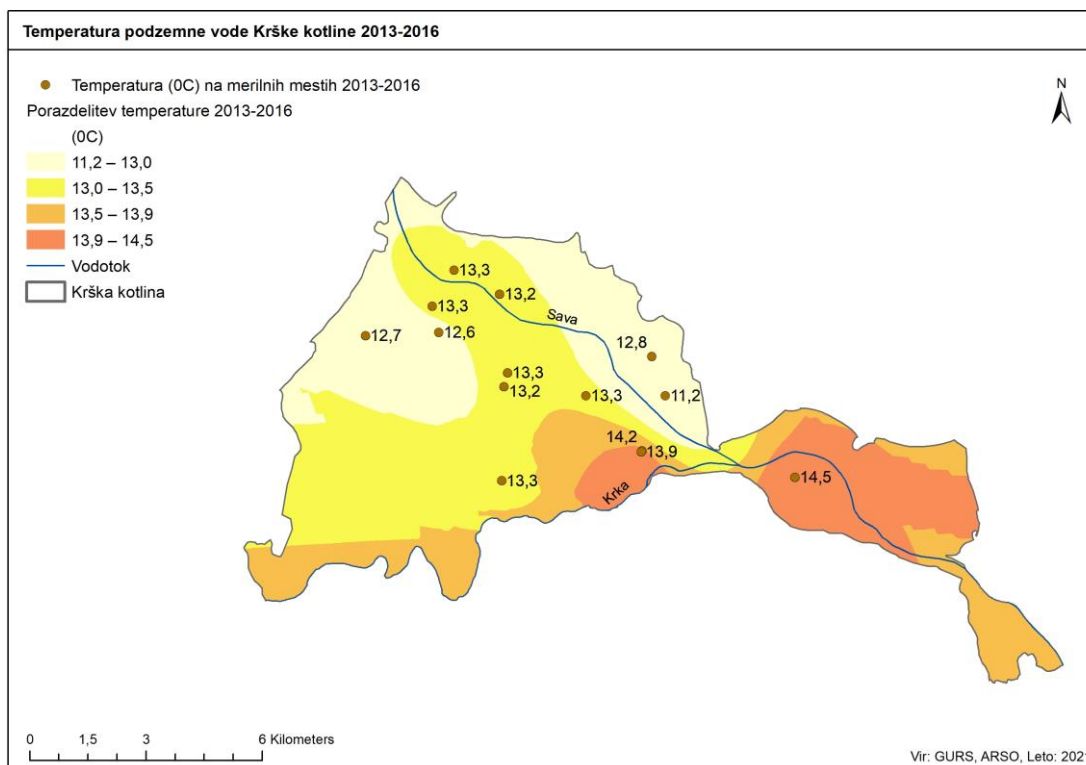 Temperatura podzemne vode Krške kotline 2013-2016
Temperatura (0C) na merilnih mestih 2013-2016
Porazdelitev temperature 2013-2016
(0C)
11,2 – 13,0
13,0 – 13,5
13,5 – 13,9
13,9 – 14,5
Vodotok
Krška kotlina
N
13,3
13,2
13,3
Sava
12,7
12,6
12,8
13,3
13,2
13,3
11,2
14,2
13,9
13,3
Krka
14,5
0 1,5 3 6 Kilometers
Vir: GURS, ARSO, Leto: 2021